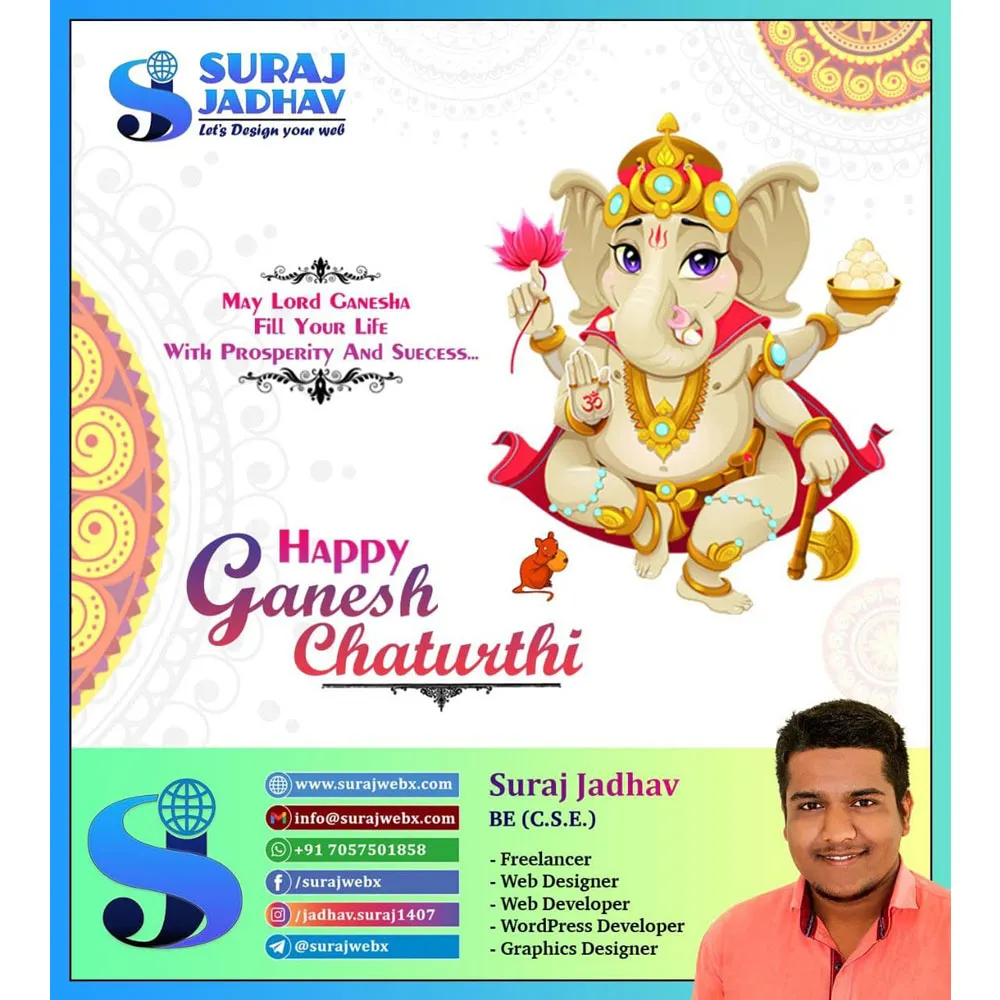 SURAJ
JADHAV
Let's Design your web
May Lord Ganesha
Fill Your Life
With Prosperity And Suecess...
ॐ
Happy
Ganesh
Chaturthi
www.surajwebx.com
info@surajwebx.com
+91 7057501858
/surajwebx
/jadhav.suraj1407
@surajwebx
Suraj Jadhav
BE (C.S.E.)
- Freelancer
- Web Designer
- Web Developer
- WordPress Developer
- Graphics Designer